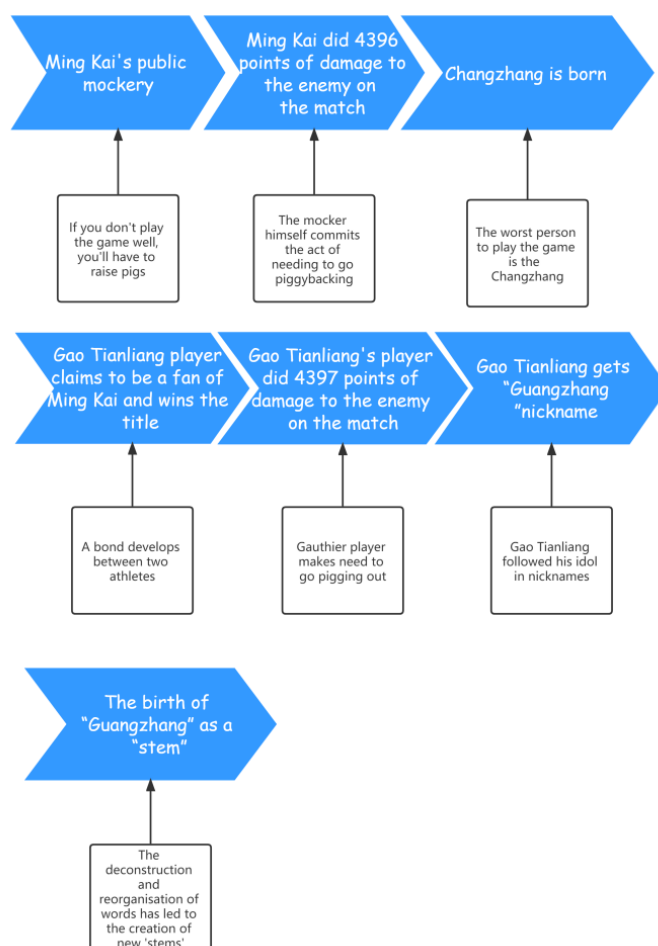 Ming Kai's public
mockery
Ming Kai did 4396
points of damage to
the enemy on
the match
Changzhang is born
If you don't play
the game well,
you'll have to
raise pigs
The mocker
himself commits
the act of
needing to go
piggybacking
The worst person
to play the game
is the
Changzhang
Gao Tianliang player
claims to be a fan of
Ming Kai and wins the
title
Gao Tianliang's player
did 4397 points of
damage to the enemy
on the match
Gao Tianliang gets
“Guangzhang
”nickname
A bond develops
between two
athletes
Gauthier player
makes need to
go pigging out
Gao Tianliang
followed his idol
in nicknames
The birth of
“Guangzhang” as a
“stem”
The
deconstruction
and
reorganisation of
words has led to
the creation of
new 'stems'